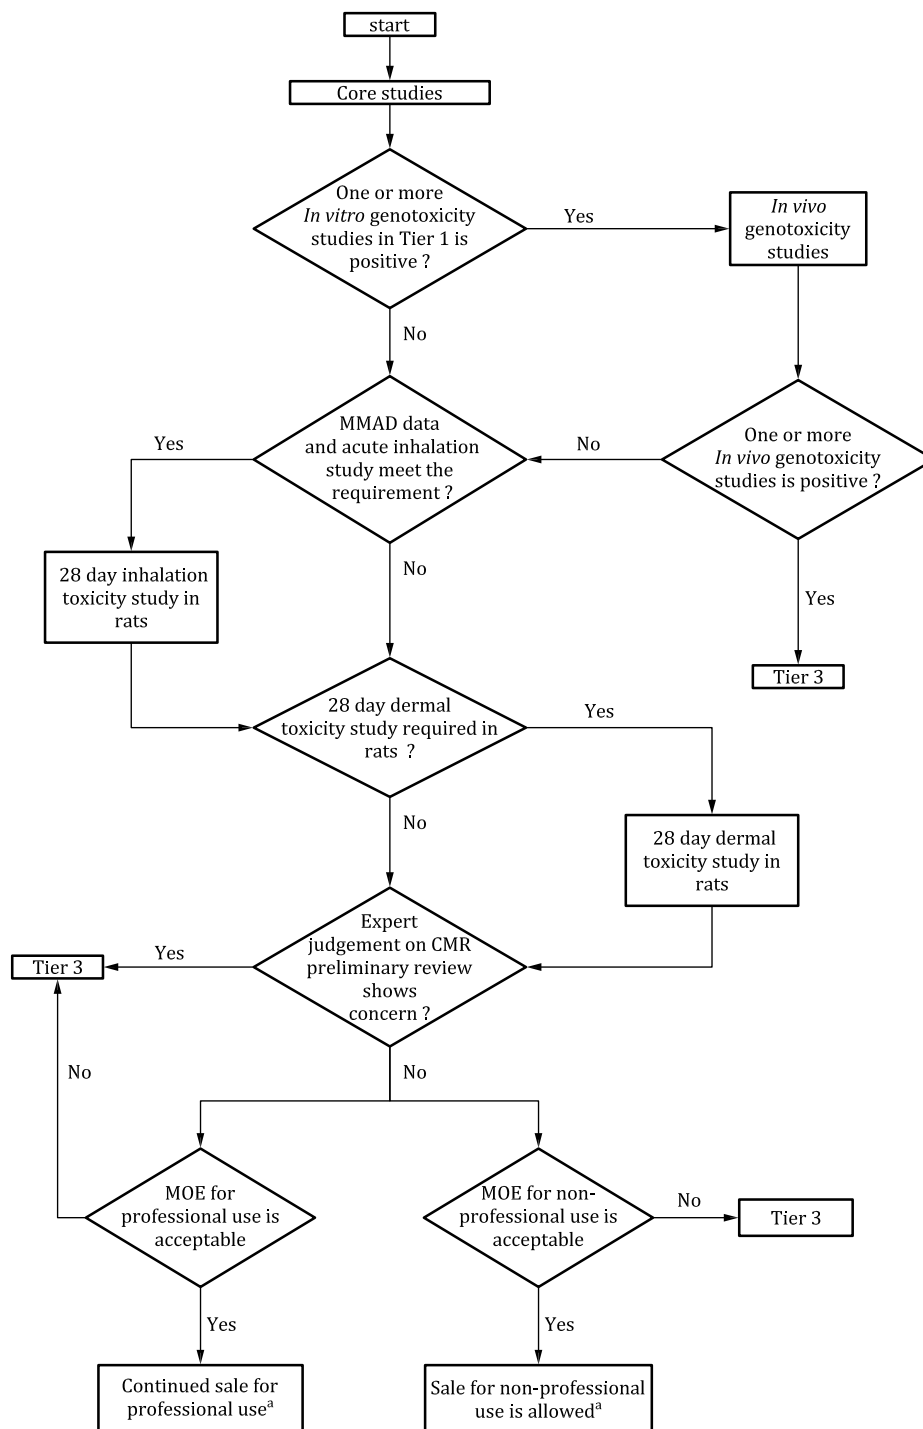 start
Core studies
One or more
In vitro genotoxicity
studies in Tier 1 is
positive ?
Yes
In vivo
genotoxicity
studies
No
MMAD data
and acute inhalation
study meet the
requirement ?
Yes
No
One or more
In vivo genotoxicity
studies is positive ?
28 day inhalation
toxicity study in
rats
No
Yes
Tier 3
28 day dermal
toxicity study required in
rats ?
Yes
No
28 day dermal
toxicity study in
rats
Expert
judgement on CMR
preliminary review
shows
concern ?
Yes
Tier 3
No
No
MOE for
professional use is
acceptable
MOE for non-
professional use is
acceptable
No
Tier 3
Yes
Yes
Continued sale for
professional useᵃ
Sale for non-professional
use is allowedᵃ